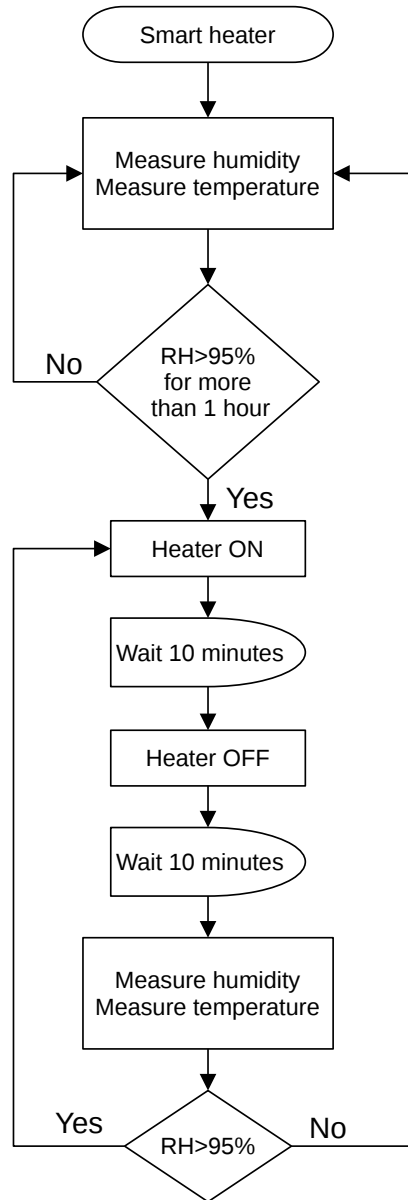 Smart heater
Measure humidity
Measure temperature
No
RH>95%
for more
than 1 hour
Yes
Heater ON
Wait 10 minutes
Heater OFF
Wait 10 minutes
Measure humidity
Measure temperature
Yes
RH>95%
No